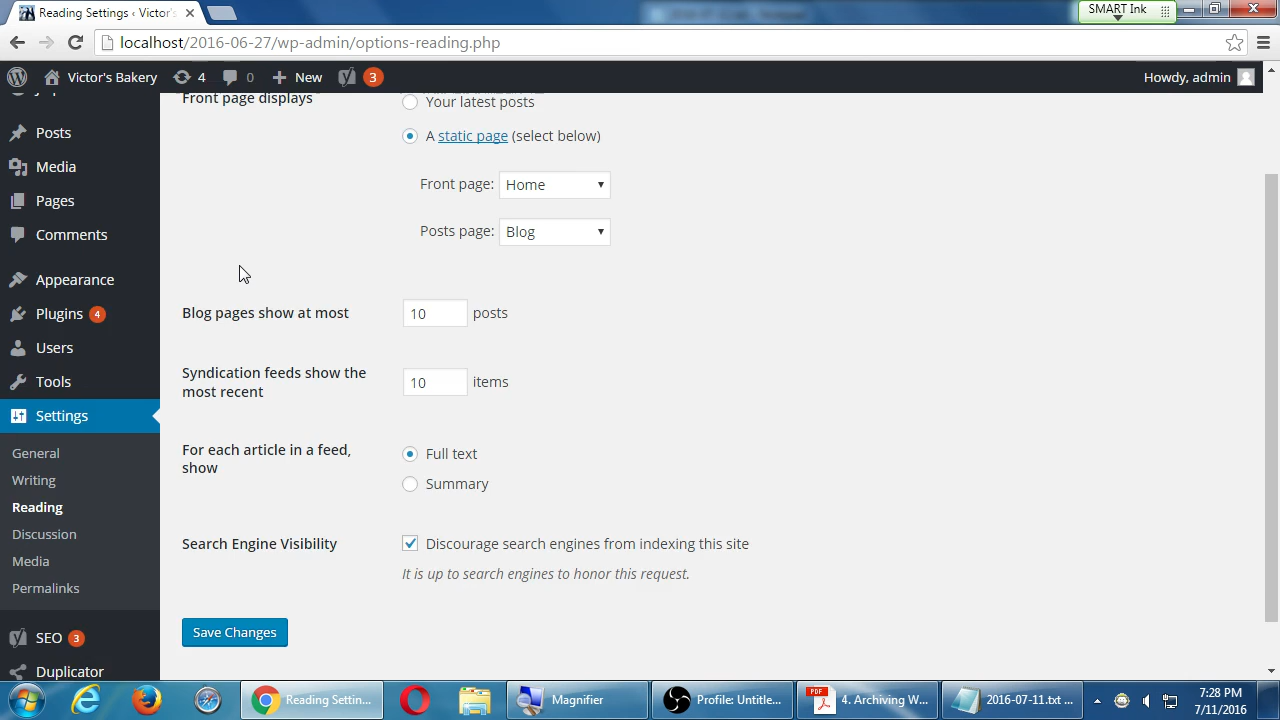 Reading Settings ‹ Victor's
SMART Ink
localhost/2016-06-27/wp-admin/options-reading.php
Victor's Bakery 4 0 New 3 Howdy, admin
Posts
Media
Pages
Comments
Appearance
Plugins 4
Users
Tools
Settings
General
Writing
Reading
Discussion
Media
Permalinks
SEO 3
Duplicator
Front page displays
Your latest posts
A static page (select below)
Front page: Home
Posts page: Blog
Blog pages show at most 10 posts
Syndication feeds show the
most recent 10 items
For each article in a feed,
show
Full text
Summary
Search Engine Visibility
Discourage search engines from indexing this site
It is up to search engines to honor this request.
Save Changes
Reading Settin...
Magnifier
Profile: Untitle...
PDF
4. Archiving W...
2016-07-11.txt ...
7:28 PM
7/11/2016